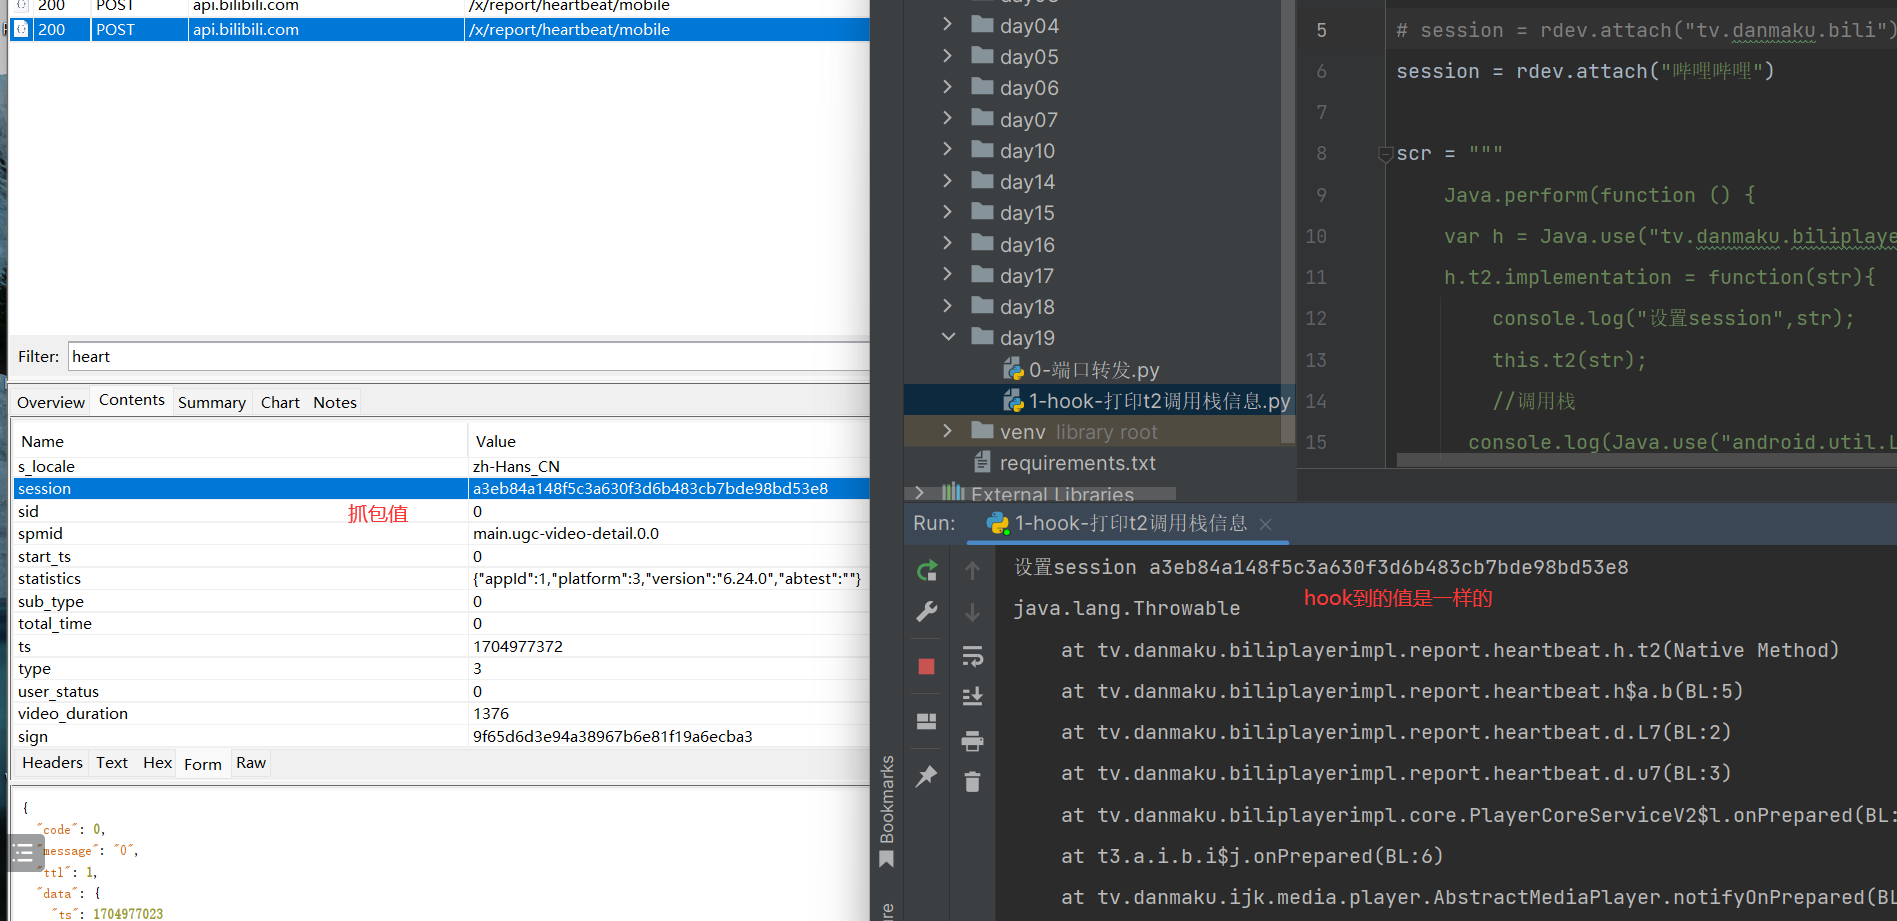 200 POST api.bilibili.com /x/report/heartbeat/mobile
200 POST api.bilibili.com /x/report/heartbeat/mobile
Filter: heart
Overview Contents Summary Chart Notes
Name Value
s_locale zh-Hans_CN
session a3eb84a148f5c3a630f3d6b483cb7bde98bd53e8
sid 0
抓包值
spmid main.ugc-video-detail.0.0
start_ts 0
statistics {"appId":1,"platform":3,"version":"6.24.0","abtest":""}
sub_type 0
total_time 0
ts 1704977372
type 3
user_status 0
video_duration 1376
sign 9f65d6d3e94a38967b6e81f19a6ecba3
Headers Text Hex Form Raw
{
"code": 0,
"message": "0",
"ttl": 1,
"data": {
"ts": 1704977023
day04
day05
day06
day07
day10
day14
day15
day16
day17
day18
day19
0-端口转发.py
1-hook-打印t2调用栈信息.py
venv library root
requirements.txt
External Libraries
5 # session = rdev.attach("tv.danmaku.bili")
6 session = rdev.attach("哔哩哔哩")
7
8 scr = """
9 Java.perform(function () {
10 var h = Java.use("tv.danmaku.biliplaye
11 h.t2.implementation = function(str){
12 console.log("设置session",str);
13 this.t2(str);
14 //调用栈
15 console.log(Java.use("android.util.L
Run: 1-hook-打印t2调用栈信息
设置session a3eb84a148f5c3a630f3d6b483cb7bde98bd53e8
hook到的值是一样的
java.lang.Throwable
at tv.danmaku.biliplayerimpl.report.heartbeat.h.t2(Native Method)
at tv.danmaku.biliplayerimpl.report.heartbeat.h$a.b(BL:5)
at tv.danmaku.biliplayerimpl.report.heartbeat.d.L7(BL:2)
at tv.danmaku.biliplayerimpl.report.heartbeat.d.u7(BL:3)
at tv.danmaku.biliplayerimpl.core.PlayerCoreServiceV2$l.onPrepared(BL:
at t3.a.i.b.i$j.onPrepared(BL:6)
at tv.danmaku.ijk.media.player.AbstractMediaPlayer.notifyOnPrepared(BL
Bookmarks